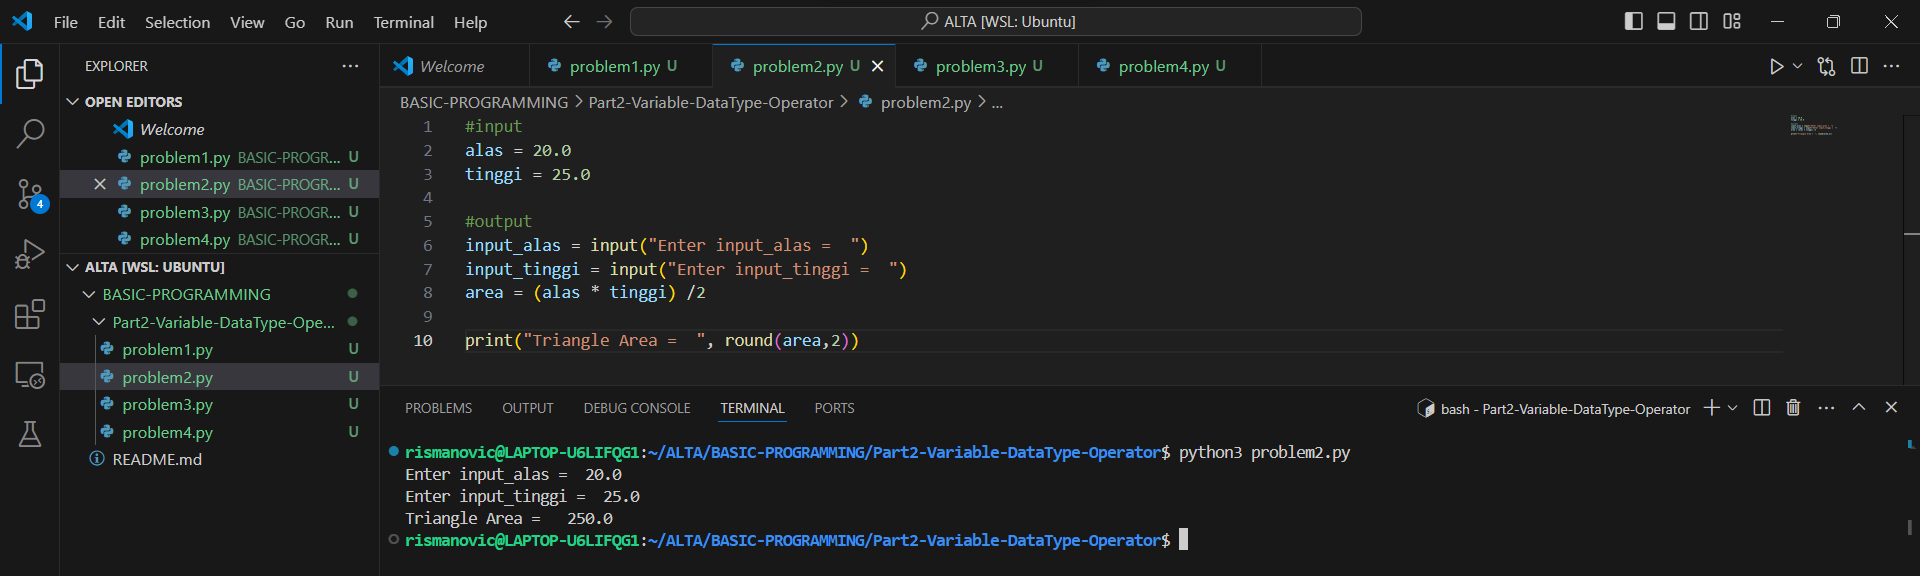 File Edit Selection View Go Run Terminal Help
ALTA [WSL: Ubuntu]
EXPLORER
OPEN EDITORS
Welcome
problem1.py BASIC-PROGR... U
problem2.py BASIC-PROGR... U
problem3.py BASIC-PROGR... U
problem4.py BASIC-PROGR... U
4
ALTA [WSL: UBUNTU]
BASIC-PROGRAMMING
Part2-Variable-DataType-Ope...
problem1.py U
problem2.py U
problem3.py U
problem4.py U
README.md
Welcome problem1.py U problem2.py U problem3.py U problem4.py U
BASIC-PROGRAMMING > Part2-Variable-DataType-Operator > problem2.py > ...
1 #input
2 alas = 20.0
3 tinggi = 25.0
4
5 #output
6 input_alas = input("Enter input_alas =  ")
7 input_tinggi = input("Enter input_tinggi =  ")
8 area = (alas * tinggi) /2
9
10 print("Triangle Area =  ", round(area,2))
PROBLEMS OUTPUT DEBUG CONSOLE TERMINAL PORTS
bash - Part2-Variable-DataType-Operator
rismanovic@LAPTOP-U6LIFQG1:~/ALTA/BASIC-PROGRAMMING/Part2-Variable-DataType-Operator$ python3 problem2.py
Enter input_alas =  20.0
Enter input_tinggi =  25.0
Triangle Area =   250.0
rismanovic@LAPTOP-U6LIFQG1:~/ALTA/BASIC-PROGRAMMING/Part2-Variable-DataType-Operator$